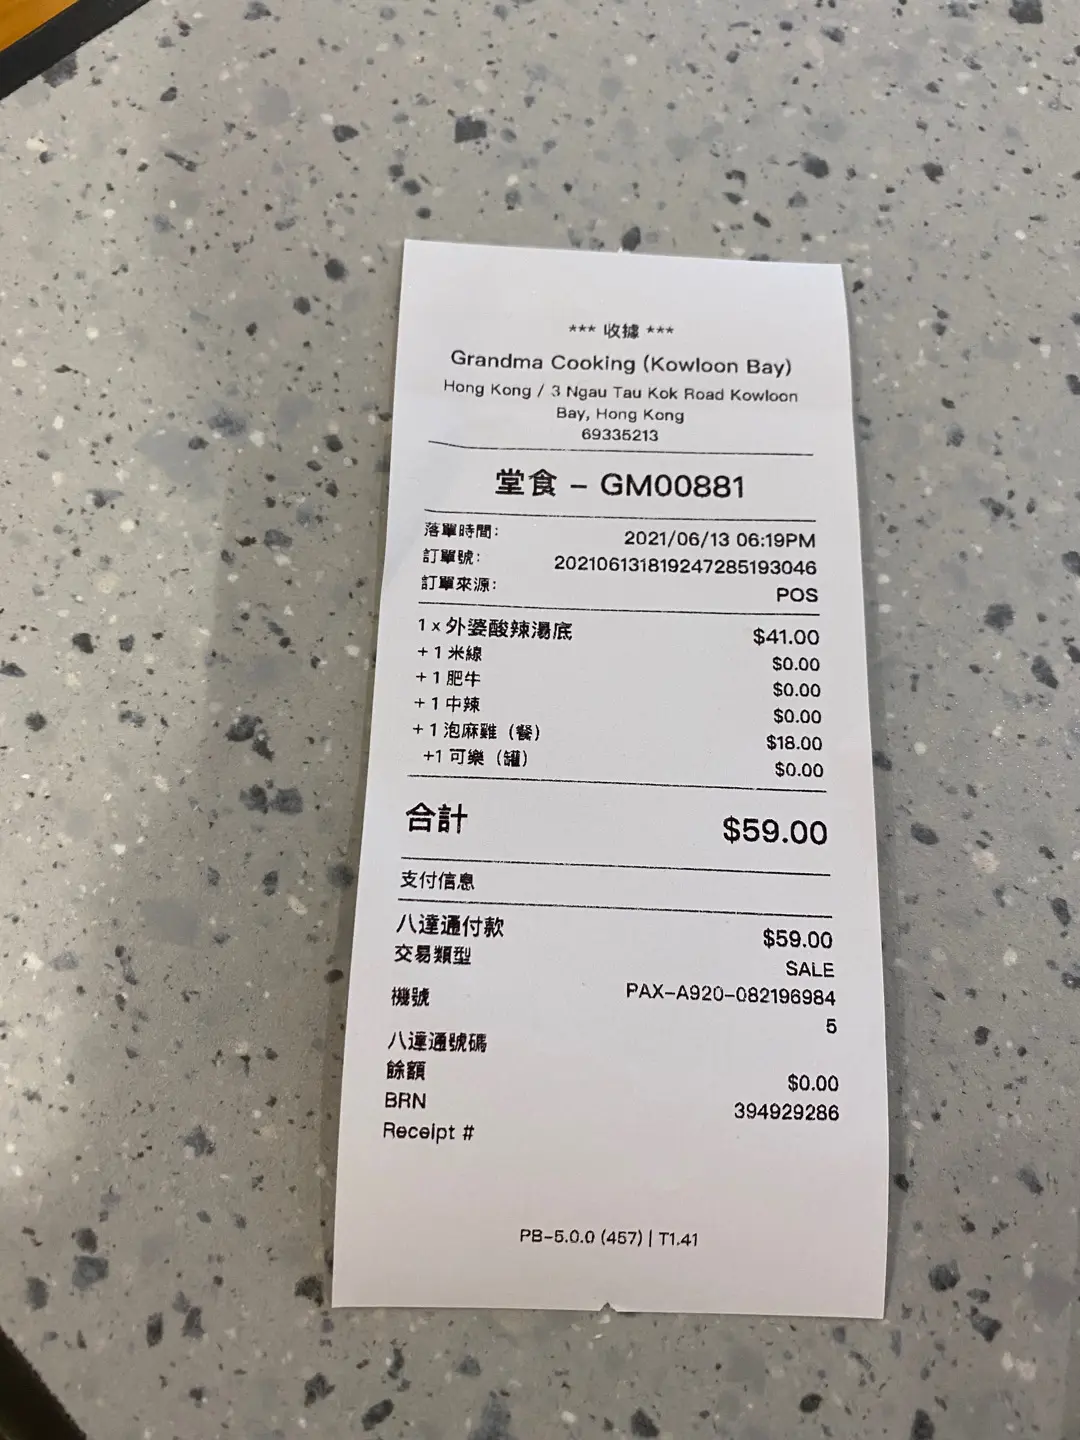 *** 收據 ***
Grandma Cooking (Kowloon Bay)
Hong Kong / 3 Ngau Tau Kok Road Kowloon
Bay, Hong Kong
69335213
堂食 – GM00881
落單時間: 2021/06/13 06:19PM
訂單號: 202106131819247285193046
訂單來源: POS
1 x 外婆酸辣湯底 $41.00
+ 1 米線 $0.00
+ 1 肥牛 $0.00
+ 1 中辣 $0.00
+ 1 泡麻雞（餐） $18.00
+1 可樂（罐） $0.00
合計 $59.00
支付信息
八達通付款 $59.00
交易類型 SALE
機號 PAX-A920-082196984
5
八達通號碼
餘額 $0.00
BRN 394929286
Receipt #
PB-5.0.0 (457) | T1.41